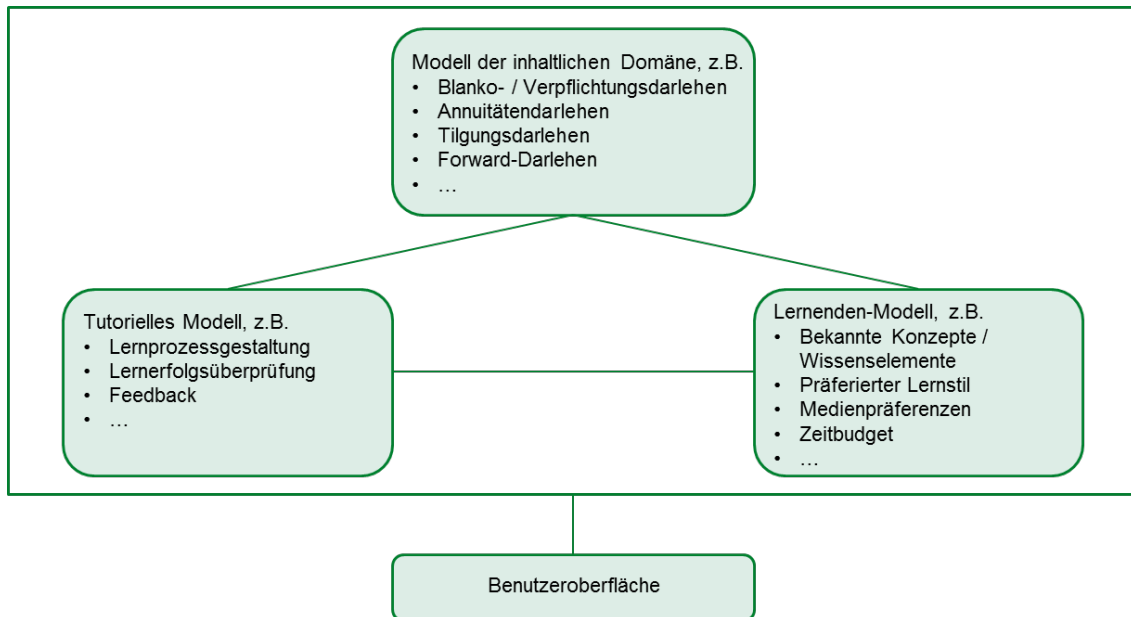 Modell der inhaltlichen Domäne, z.B.
• Blanko- / Verpflichtungsdarlehen
• Annuitätendarlehen
• Tilgungsdarlehen
• Forward-Darlehen
• …
Tutorielles Modell, z.B.
• Lernprozessgestaltung
• Lernerfolgsüberprüfung
• Feedback
• …
Lernenden-Modell, z.B.
• Bekannte Konzepte /
Wissenselemente
• Präferierter Lernstil
• Medienpräferenzen
• Zeitbudget
• …
Benutzeroberfläche